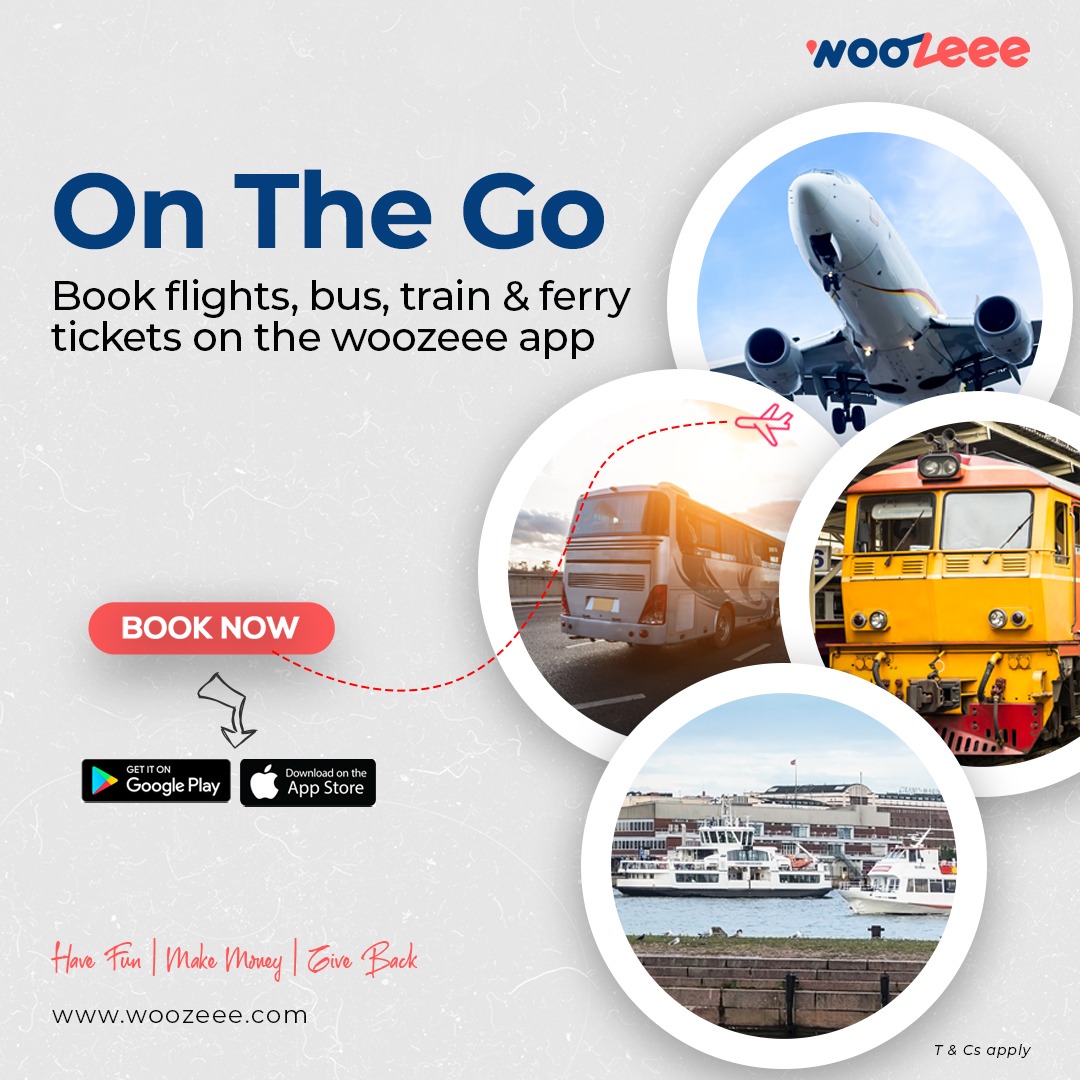 woozeee
On The Go
Book flights, bus, train & ferry
tickets on the woozeee app
6
BOOK NOW
GET IT ON
Google Play
Download on the
App Store
Have Fun | Make Money | Give Back
www.woozeee.com
T & Cs apply